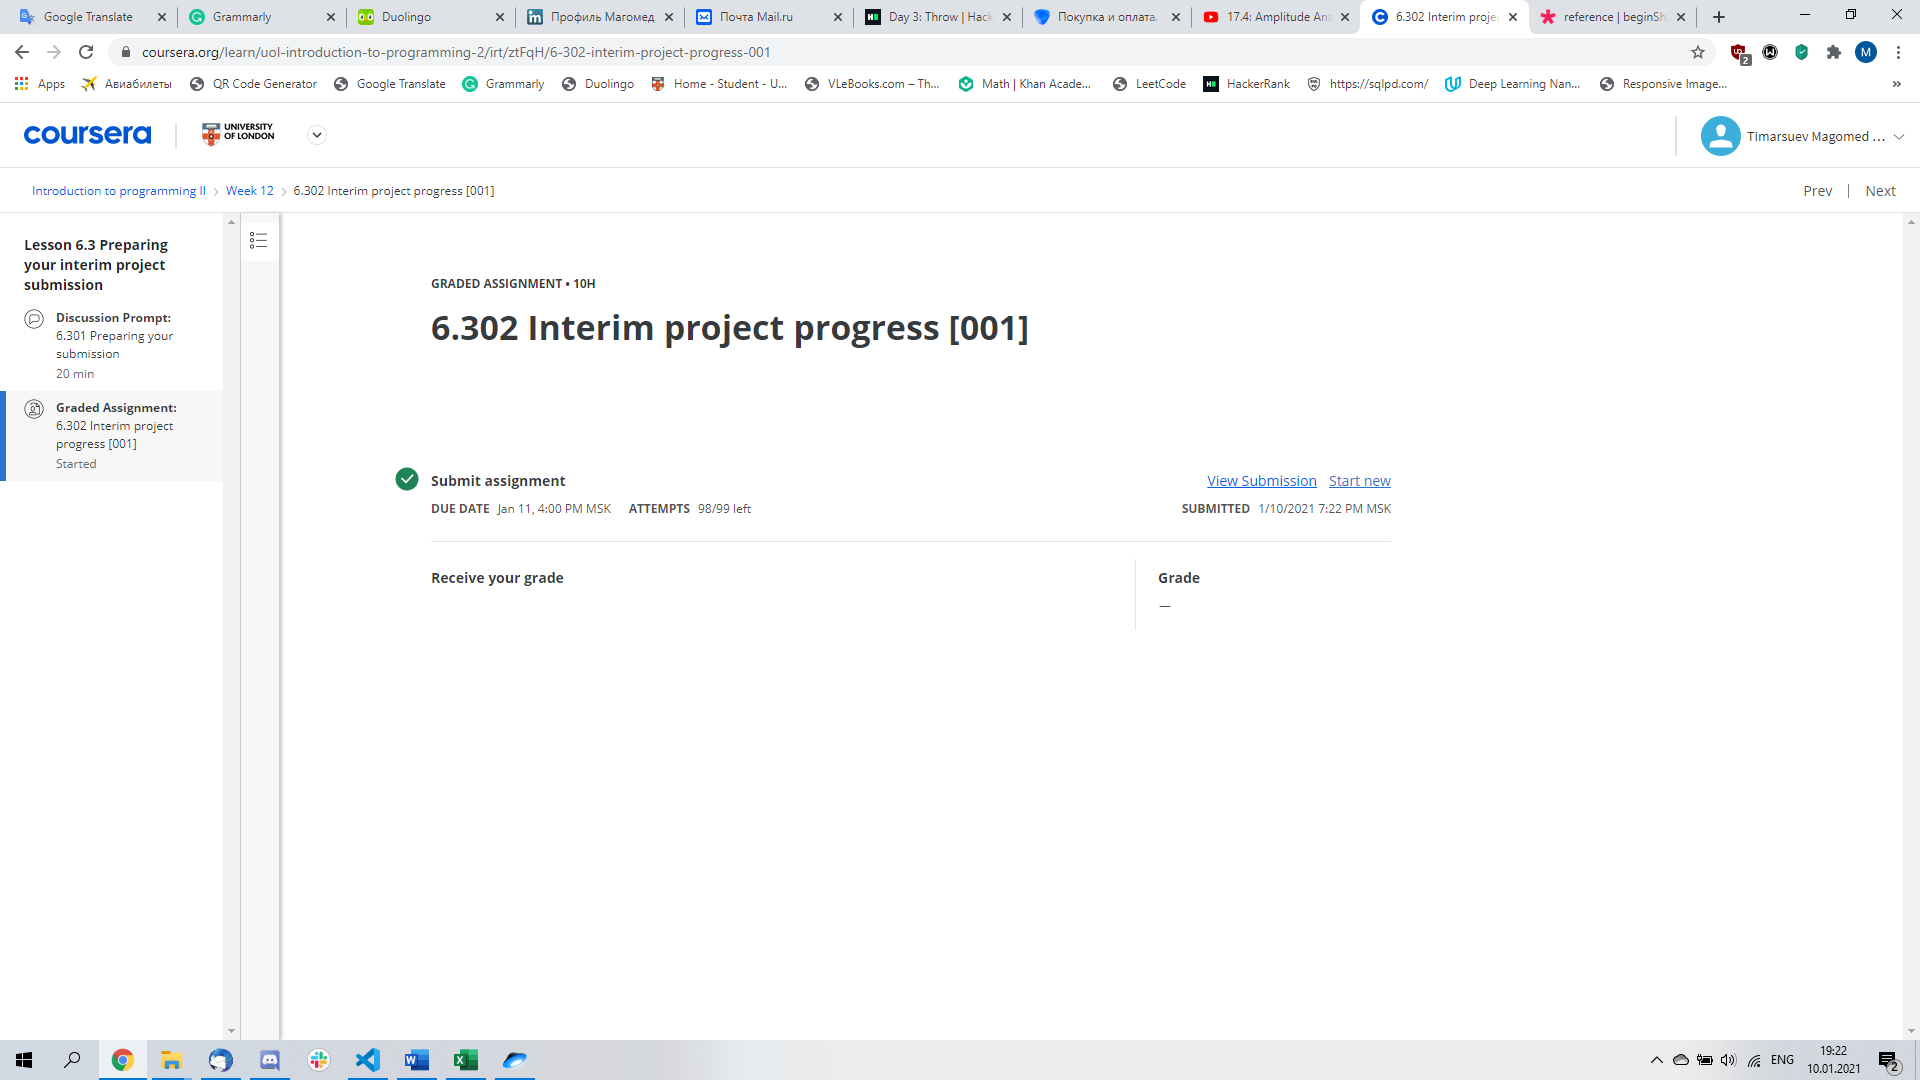 Google Translate
Grammarly
Duolingo
Профиль Магомед
Почта Mail.ru
Day 3: Throw | Hack
Покупка и оплата.
17.4: Amplitude Ana
6.302 Interim projec
reference | beginSh
coursera.org/learn/uol-introduction-to-programming-2/irt/ztFqH/6-302-interim-project-progress-001
2
M
Apps
Авиабилеты
QR Code Generator
Google Translate
Grammarly
Duolingo
Home - Student - U...
VLeBooks.com – Th...
Math | Khan Acade...
LeetCode
HackerRank
https://sqlpd.com/
Deep Learning Nan...
Responsive Image...
»
coursera
UNIVERSITY
OF LONDON
Timarsuev Magomed ...
Introduction to programming II
Week 12
6.302 Interim project progress [001]
Prev | Next
Lesson 6.3 Preparing
your interim project
submission
Discussion Prompt:
6.301 Preparing your
submission
20 min
Graded Assignment:
6.302 Interim project
progress [001]
Started
GRADED ASSIGNMENT • 10H
6.302 Interim project progress [001]
Submit assignment
View Submission
Start new
DUE DATE Jan 11, 4:00 PM MSK ATTEMPTS 98/99 left
SUBMITTED 1/10/2021 7:22 PM MSK
Receive your grade
Grade
—
ENG
19:22
10.01.2021
2